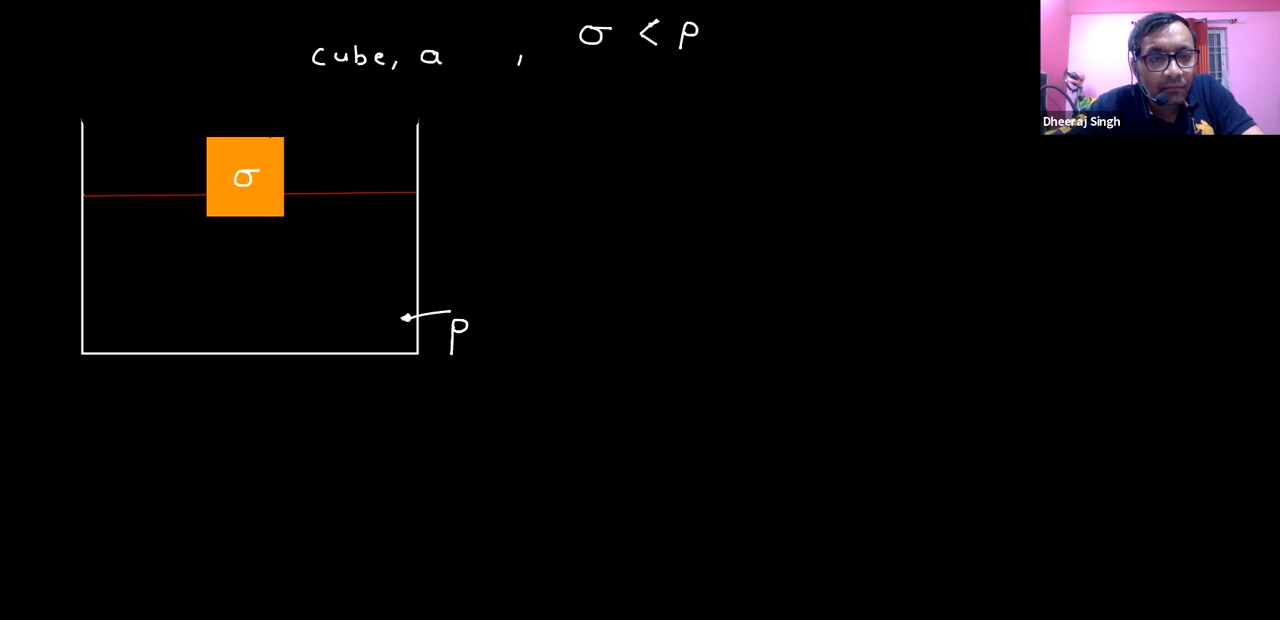 cube, a , σ < ρ
σ
ρ
Dheeraj Singh